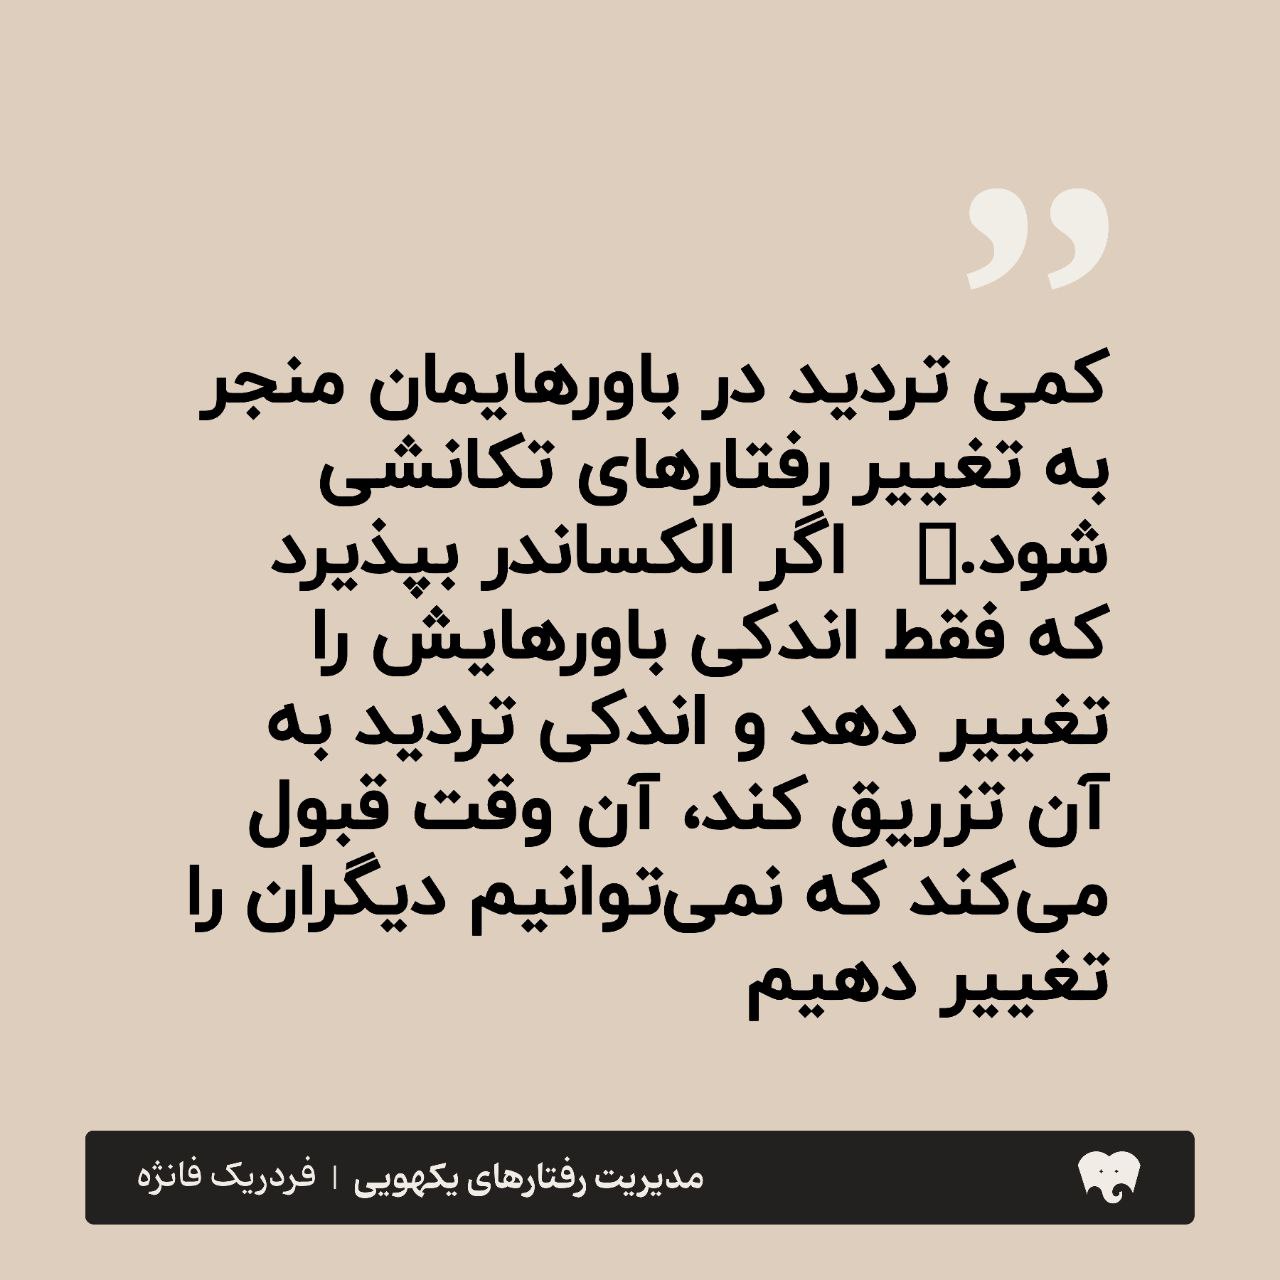 ”
کمی تردید در باورهایمان منجر
به تغییر رفتارهای تکانشی
شود.▯ اگر الکساندر بپذیرد
که فقط اندکی باورهایش را
تغییر دهد و اندکی تردید به
آن تزریق کند، آن وقت قبول
می‌کند که نمی‌توانیم دیگران را
تغییر دهیم
مدیریت رفتارهای یکهویی | فردریک فانژه